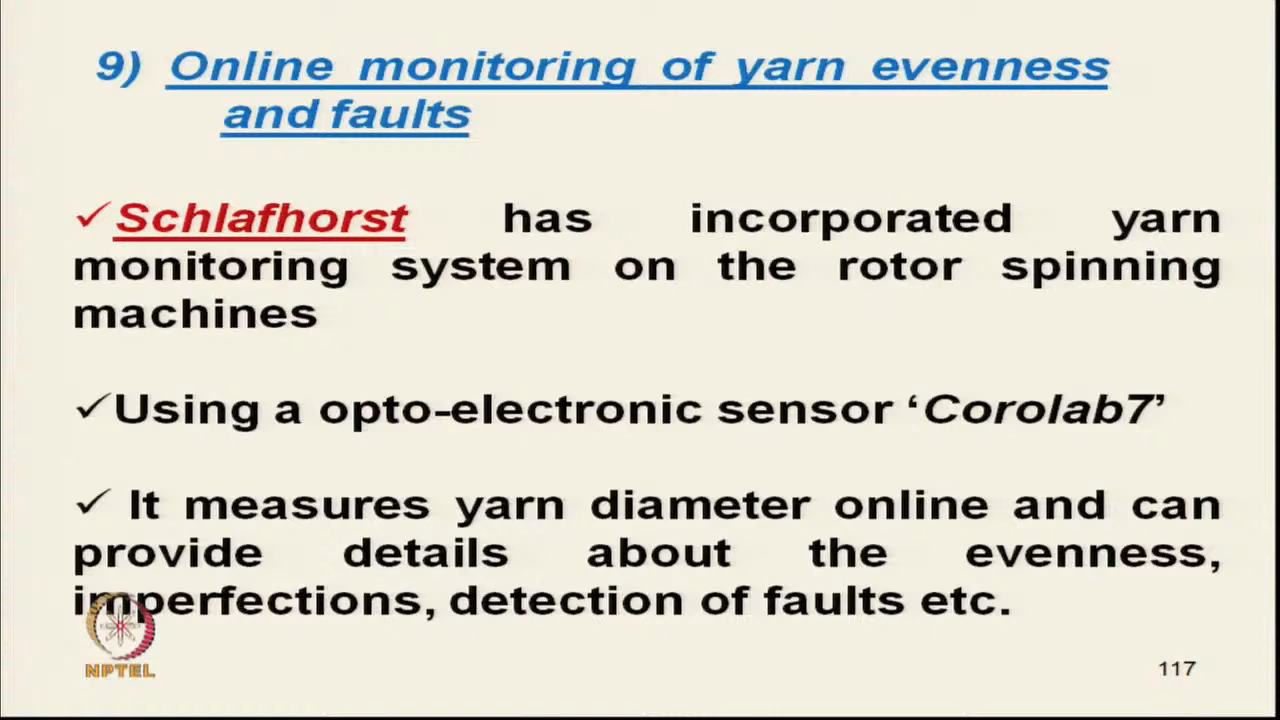 9) Online monitoring of yarn evenness
and faults
✓Schlafhorst has incorporated yarn
monitoring system on the rotor spinning
machines
✓Using a opto-electronic sensor ‘Corolab7’
✓ It measures yarn diameter online and can
provide details about the evenness,
imperfections, detection of faults etc.
NPTEL
117